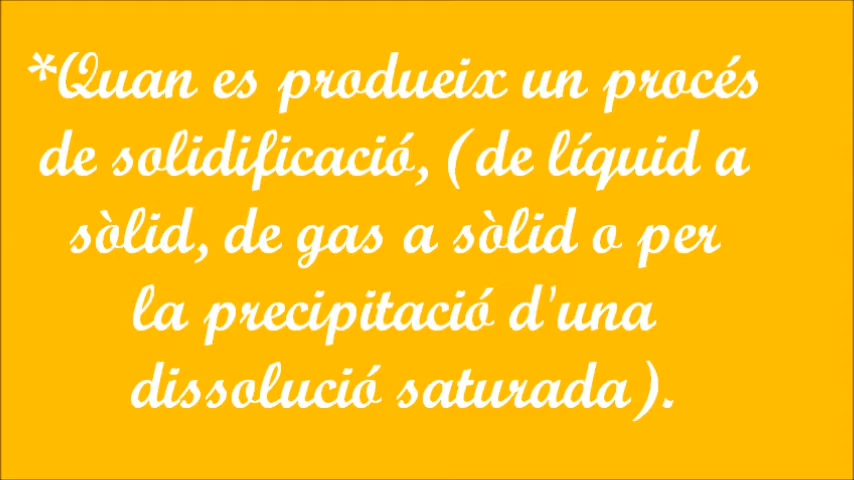 *Quan es produeix un procés
de solidificació, (de líquid a
sòlid, de gas a sòlid o per
la precipitació d'una
dissolució saturada).